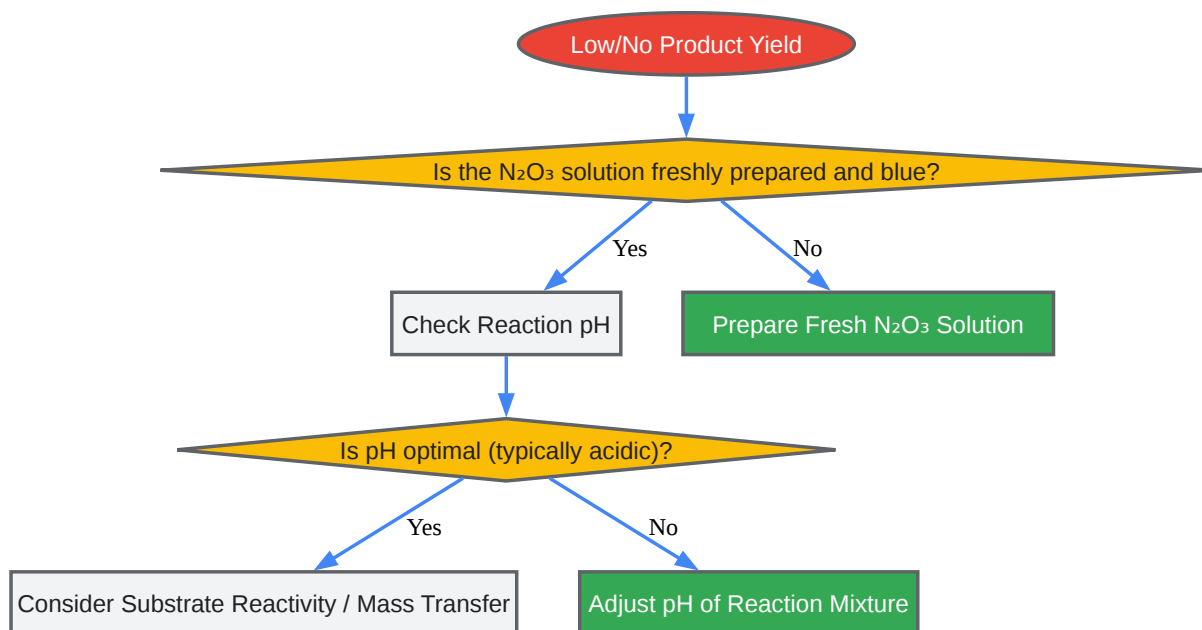 Low/No Product Yield
Is the N₂O₃ solution freshly prepared and blue?
Yes
No
Check Reaction pH
Prepare Fresh N₂O₃ Solution
Is pH optimal (typically acidic)?
Yes
No
Consider Substrate Reactivity / Mass Transfer
Adjust pH of Reaction Mixture